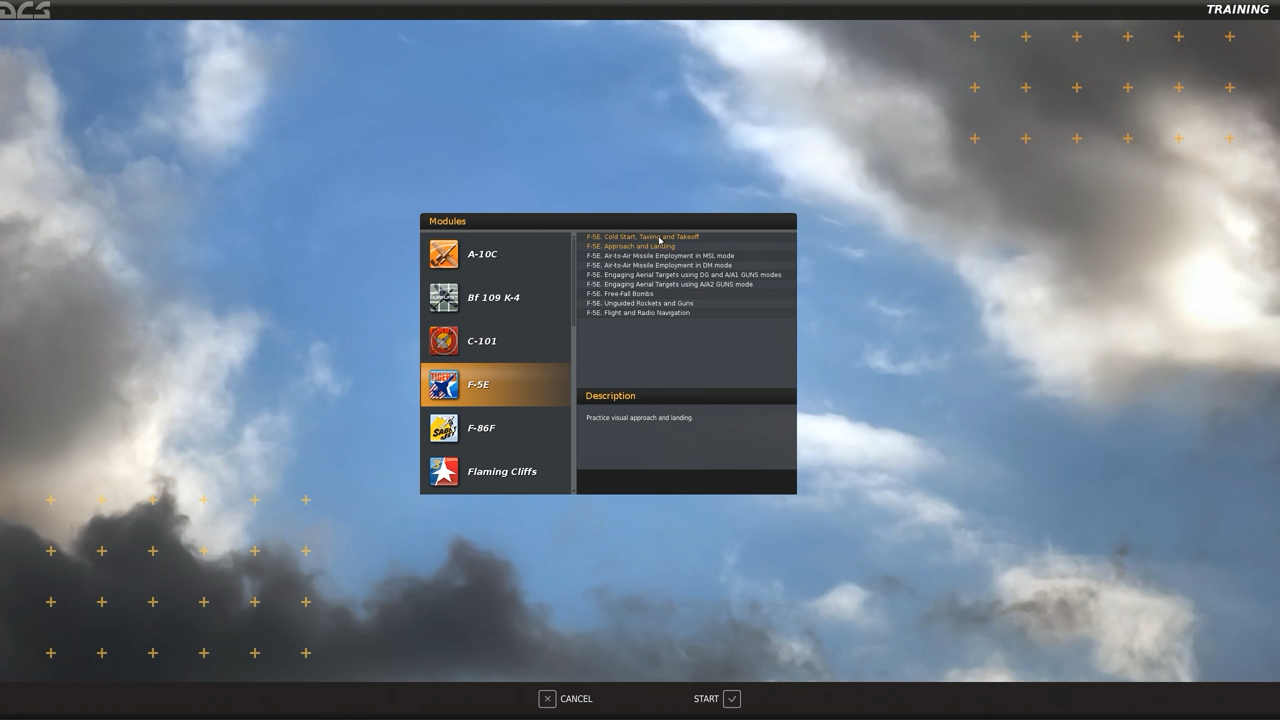 DCS
TRAINING
Modules
A-10C
Bf 109 K-4
C-101
F-5E
F-86F
Flaming Cliffs
F-5E. Cold Start, Taxiing and Takeoff
F-5E. Approach and Landing
F-5E. Air-to-Air Missile Employment in MSL mode
F-5E. Air-to-Air Missile Employment in DM mode
F-5E. Engaging Aerial Targets using DG and A/A1 GUNS modes
F-5E. Engaging Aerial Targets using A/A2 GUNS mode
F-5E. Free-Fall Bombs
F-5E. Unguided Rockets and Guns
F-5E. Flight and Radio Navigation
Description
Practice visual approach and landing.
CANCEL
START